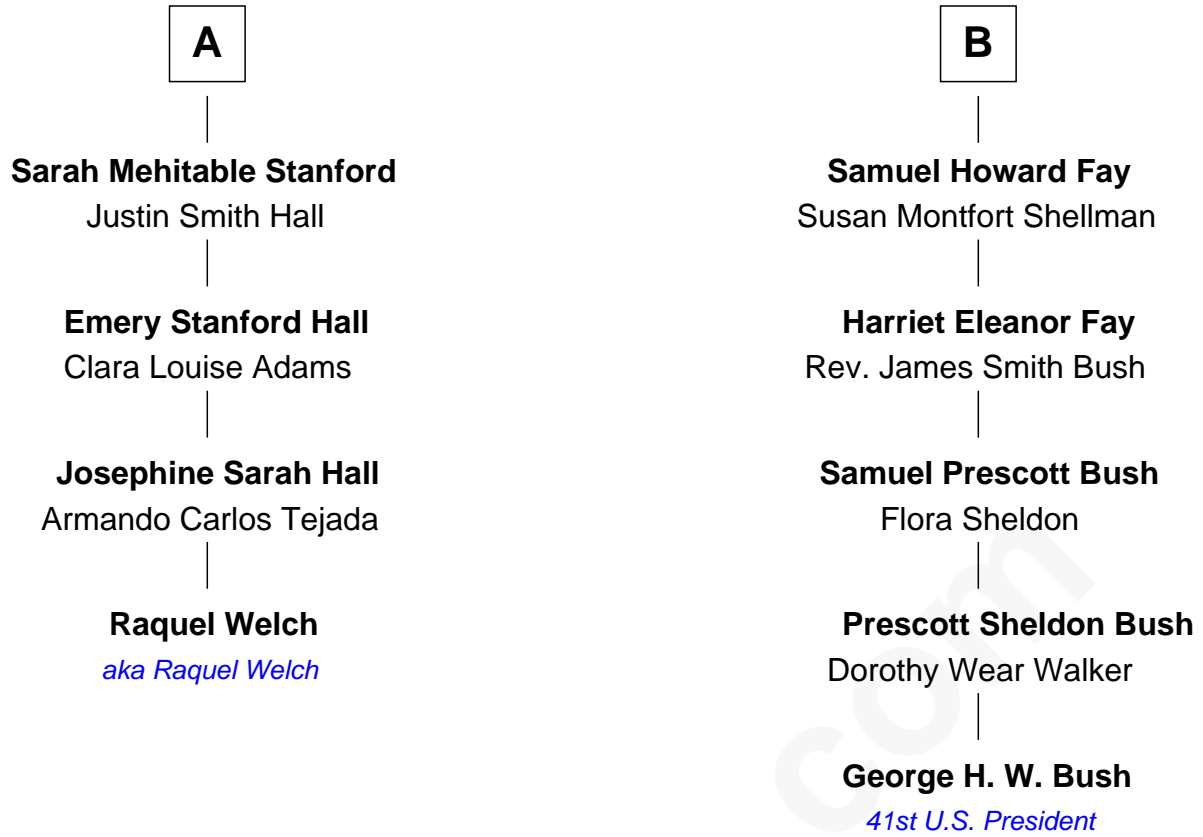 A
Sarah Mehitable Stanford
Justin Smith Hall
Emery Stanford Hall
Clara Louise Adams
Josephine Sarah Hall
Armando Carlos Tejada
Raquel Welch
aka Raquel Welch
B
Samuel Howard Fay
Susan Montfort Shellman
Harriet Eleanor Fay
Rev. James Smith Bush
Samuel Prescott Bush
Flora Sheldon
Prescott Sheldon Bush
Dorothy Wear Walker
George H. W. Bush
41st U.S. President
com